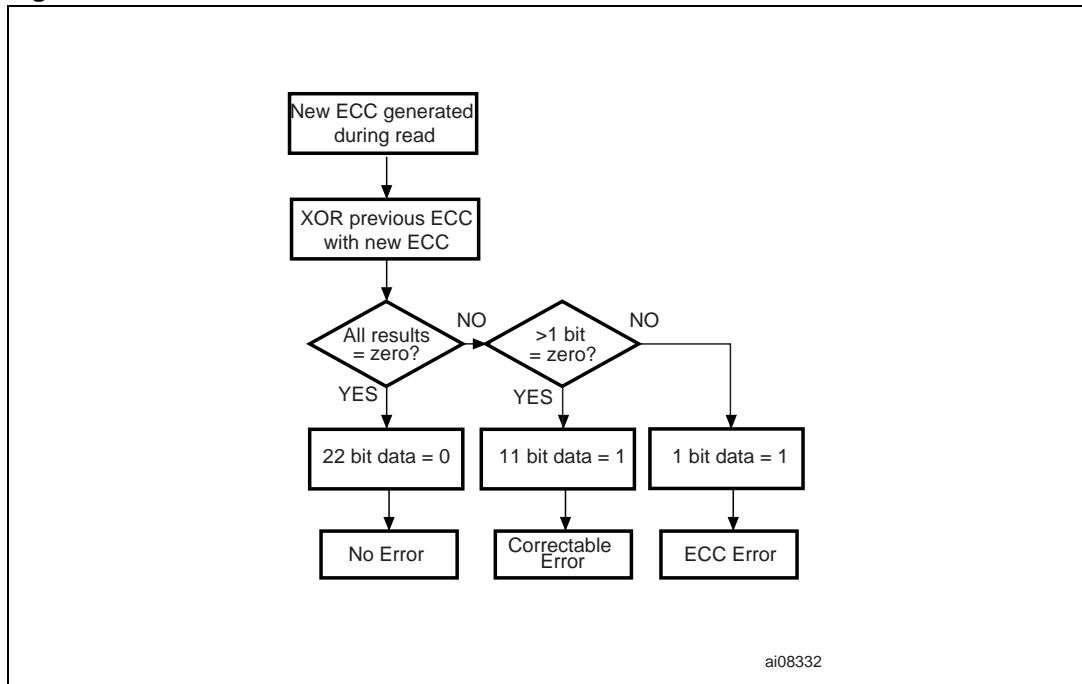 New ECC generated
during read
XOR previous ECC
with new ECC
All results
= zero?
NO
>1 bit
= zero?
NO
YES
YES
22 bit data = 0
11 bit data = 1
1 bit data = 1
No Error
Correctable
Error
ECC Error
ai08332